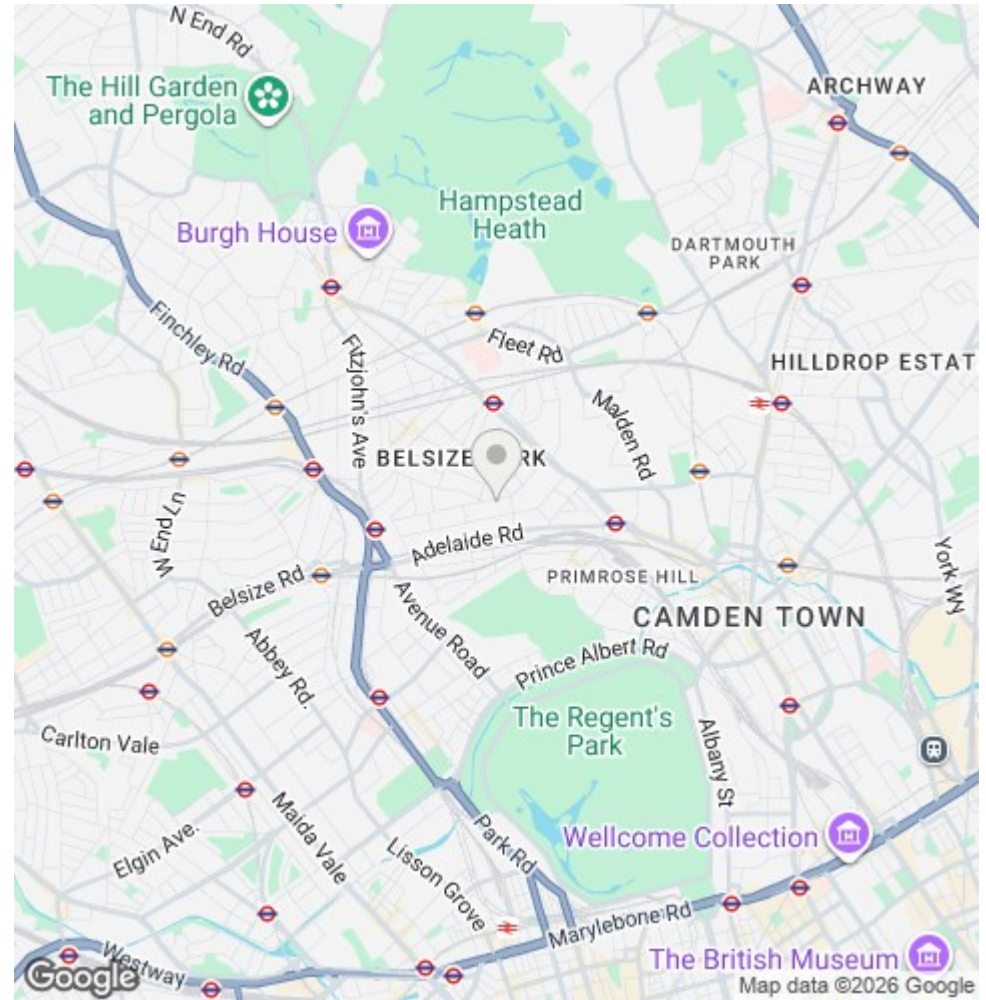 N End Rd
The Hill Garden
and Pergola
ARCHWAY
Hampstead
Heath
Burgh House
DARTMOUTH
PARK
Finchley Rd
Fitzjohn's Ave
Fleet Rd
HILLDROP ESTAT
Malden Rd
BELSIZE RK
W End Ln
Adelaide Rd
York Wy
Belsize Rd
PRIMROSE HILL
Avenue Road
CAMDEN TOWN
Abbey Rd.
Prince Albert Rd
Carlton Vale
The Regent's
Park
Albany St
Maida Vale
Elgin Ave.
Park Rd
Wellcome Collection
Lisson Grove
Marylebone Rd
Westway
The British Museum
Google
Map data ©2026 Google